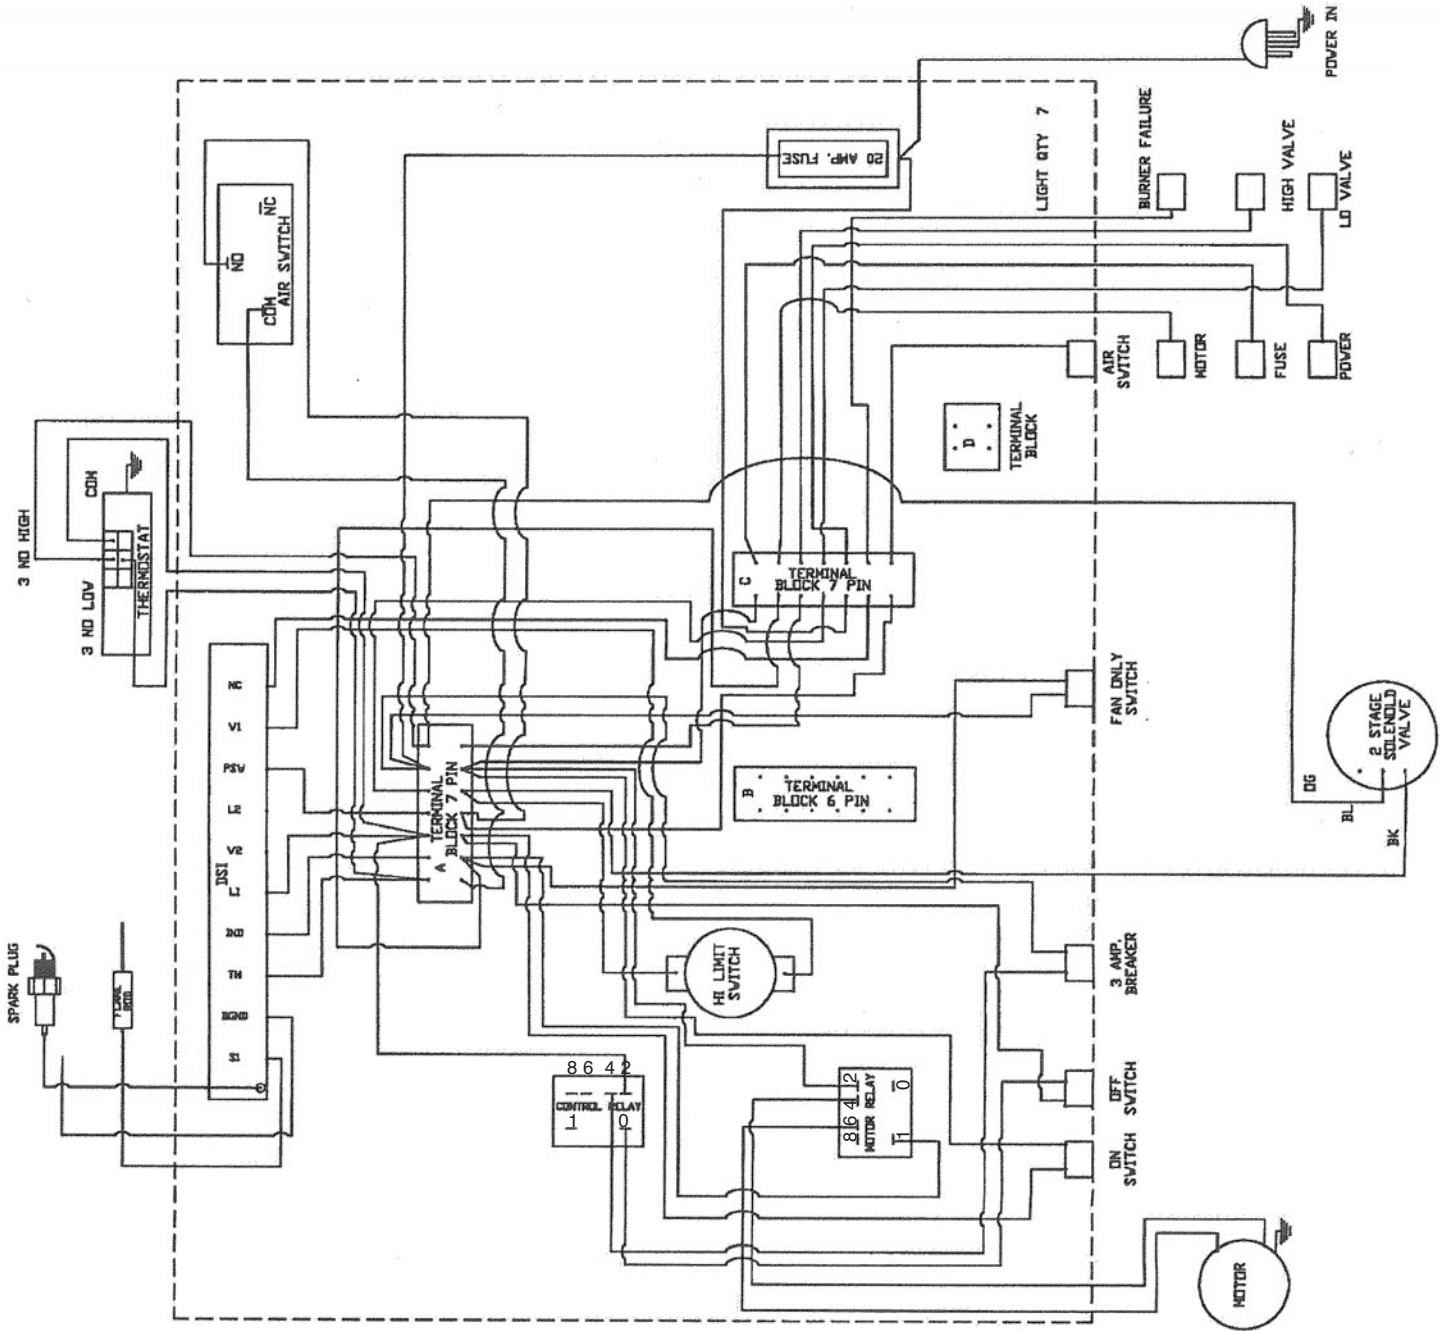 POWER IN
20 AMP. FUSE
LIGHT QTY 7
BURNER FAILURE
HIGH VALVE
LO VALVE
NO
NC
COM
AIR SWITCH
AIR
SWITCH
MOTOR
FUSE
POWER
D
TERMINAL
BLOCK
3 NO HIGH
COM
3 NO LOW
THERMOSTAT
C
TERMINAL
BLOCK 7 PIN
NC
V1
PSW
L2
V2
L1
IND
TH
BGND
S1
DSI
A
TERMINAL
BLOCK 7 PIN
B
TERMINAL
BLOCK 6 PIN
FAN ONLY
SWITCH
2 STAGE
SOLENOID
VALVE
OG
BL
BK
SPARK PLUG
HI LIMIT
SWITCH
3 AMP.
BREAKER
8 6 4 2
CONTROL RELAY
1 0
2
4
6
8
MOTOR RELAY
0
1
OFF
SWITCH
ON
SWITCH
MOTOR